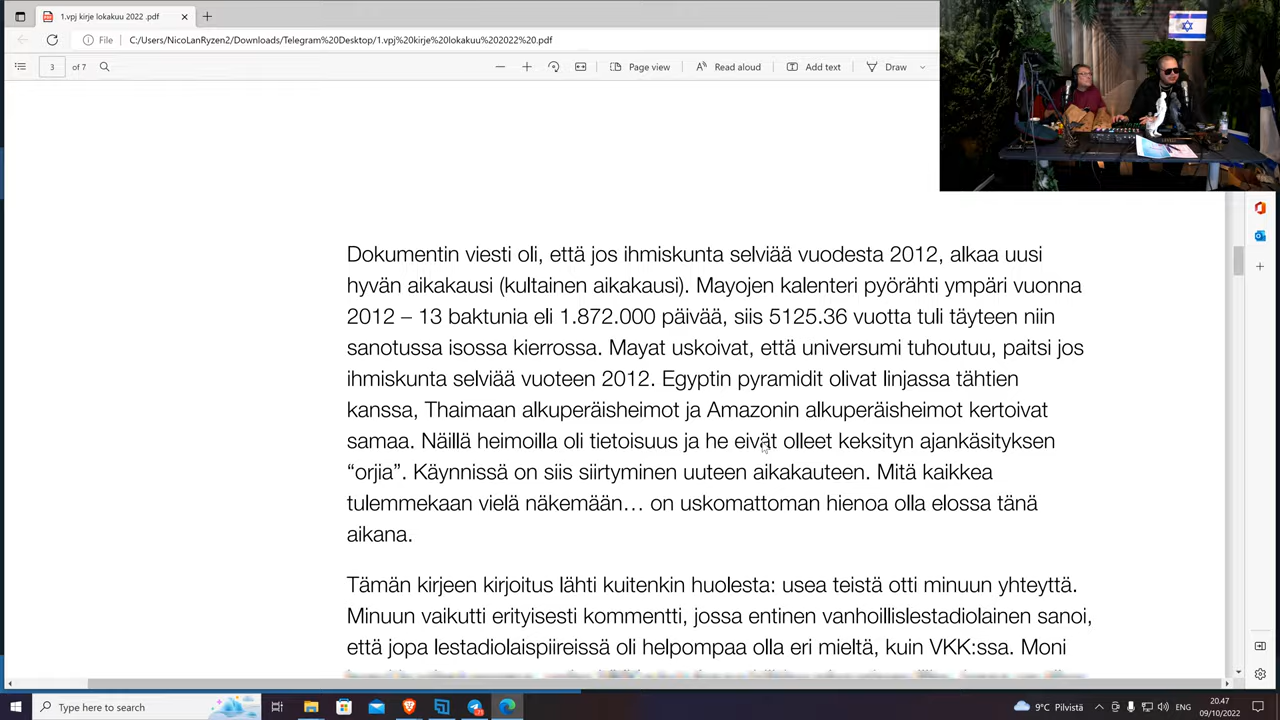 1.vpj kirje lokakuu 2022 .pdf
File
C:/Users/NicoLanRyzen2/Downloads/Telegram%20Desktop/1.vpj%20kirje%20lokakuu%202022%20.pdf
3 of 7
Page view
Read aloud
Add text
Draw
Dokumentin viesti oli, että jos ihmiskunta selviää vuodesta 2012, alkaa uusi
hyvän aikakausi (kultainen aikakausi). Mayojen kalenteri pyörähti ympäri vuonna
2012 – 13 baktunia eli 1.872.000 päivää, siis 5125.36 vuotta tuli täyteen niin
sanotussa isossa kierrossa. Mayat uskoivat, että universumi tuhoutuu, paitsi jos
ihmiskunta selviää vuoteen 2012. Egyptin pyramidit olivat linjassa tähtien
kanssa, Thaimaan alkuperäisheimot ja Amazonin alkuperäisheimot kertoivat
samaa. Näillä heimoilla oli tietoisuus ja he eivät olleet keksityn ajankäsityksen
“orjia”. Käynnissä on siis siirtyminen uuteen aikakauteen. Mitä kaikkea
tulemmekaan vielä näkemään… on uskomattoman hienoa olla elossa tänä
aikana.
Tämän kirjeen kirjoitus lähti kuitenkin huolesta: usea teistä otti minuun yhteyttä.
Minuun vaikutti erityisesti kommentti, jossa entinen vanhoillislestadiolainen sanoi,
että jopa lestadiolaispiireissä oli helpompaa olla eri mieltä, kuin VKK:ssa. Moni
Type here to search
9°C Pilvistä
ENG
20.47
09/10/2022